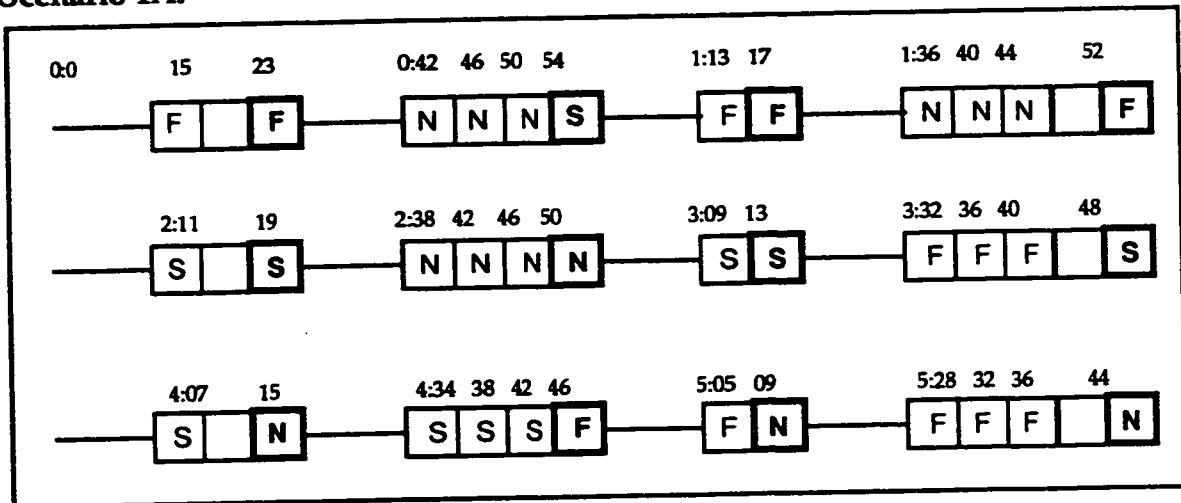 0:0 15 23 0:42 46 50 54 1:13 17 1:36 40 44 52
F F N N N S F F N N N F
2:11 19 2:38 42 46 50 3:09 13 3:32 36 40 48
S S N N N N S S F F F S
4:07 15 4:34 38 42 46 5:05 09 5:28 32 36 44
S N S S S F F N F F F N